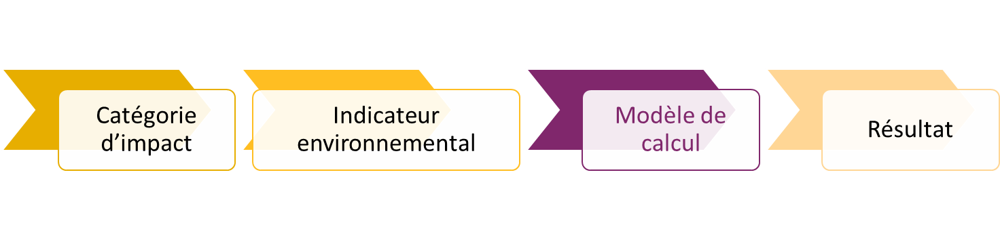 Catégorie
d’impact
Indicateur
environnemental
Modèle de
calcul
Résultat